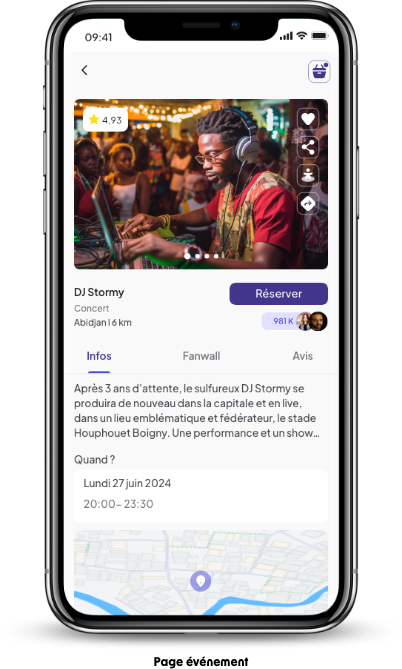 09:41
4,93
DJ Stormy
Réserver
Concert
Abidjan I 6 km
981 K
Infos
Fanwall
Avis
Après 3 ans d'attente, le sulfureux DJ Stormy se
produira de nouveau dans la capitale et en live,
dans un lieu emblématique et fédérateur, le stade
Houphouet Boigny. Une performance et un show...
Quand ?
Lundi 27 juin 2024
20:00– 23:30
Page événement